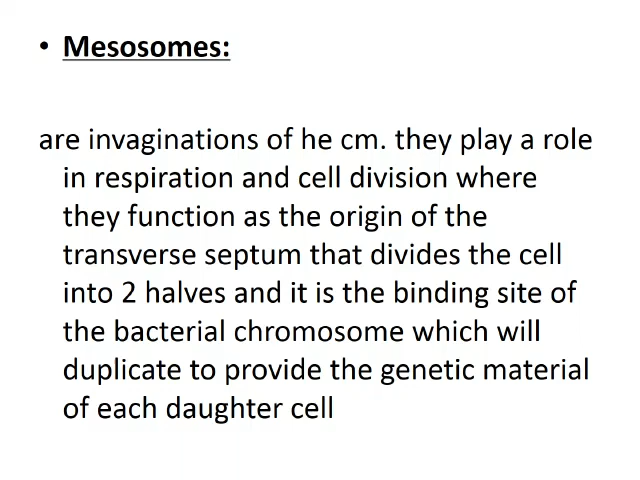 • Mesosomes:
are invaginations of he cm. they play a role
in respiration and cell division where
they function as the origin of the
transverse septum that divides the cell
into 2 halves and it is the binding site of
the bacterial chromosome which will
duplicate to provide the genetic material
of each daughter cell